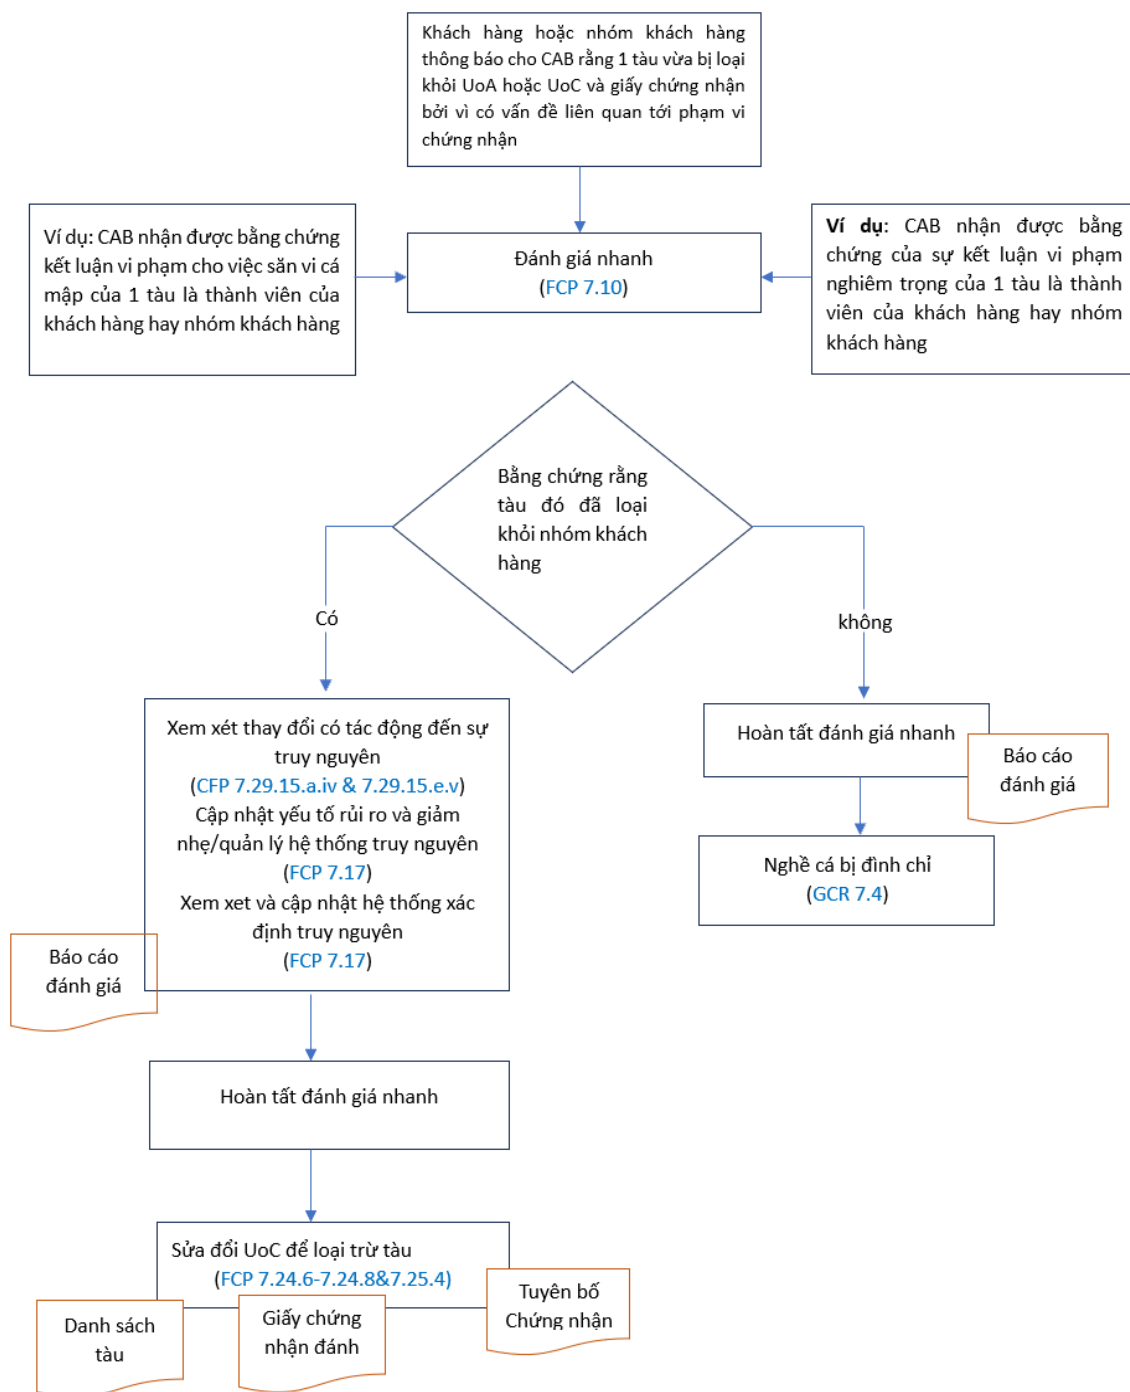 Khách hàng hoặc nhóm khách hàng
thông báo cho CAB rằng 1 tàu vừa bị loại
khỏi UoA hoặc UoC và giấy chứng nhận
bởi vì có vấn đề liên quan tới phạm vi
chứng nhận
Ví dụ: CAB nhận được bằng chứng
kết luận vi phạm cho việc săn vi cá
mập của 1 tàu là thành viên của
khách hàng hay nhóm khách hàng
Đánh giá nhanh
(FCP 7.10)
Ví dụ: CAB nhận được bằng
chứng của sự kết luận vi phạm
nghiêm trọng của 1 tàu là thành
viên của khách hàng hay nhóm
khách hàng
Bằng chứng rằng
tàu đó đã loại
khỏi nhóm khách
hàng
Có
không
Xem xét thay đổi có tác động đến sự
truy nguyên
(CFP 7.29.15.a.iv & 7.29.15.e.v)
Cập nhật yếu tố rủi ro và giảm
nhẹ/quản lý hệ thống truy nguyên
(FCP 7.17)
Xem xet và cập nhật hệ thống xác
định truy nguyên
(FCP 7.17)
Báo cáo
đánh giá
Hoàn tất đánh giá nhanh
Báo cáo
đánh giá
Nghề cá bị đình chỉ
(GCR 7.4)
Hoàn tất đánh giá nhanh
Sửa đổi UoC để loại trừ tàu
(FCP 7.24.6-7.24.8&7.25.4)
Danh sách
tàu
Giấy chứng
nhận đánh
Tuyên bố
Chứng nhận